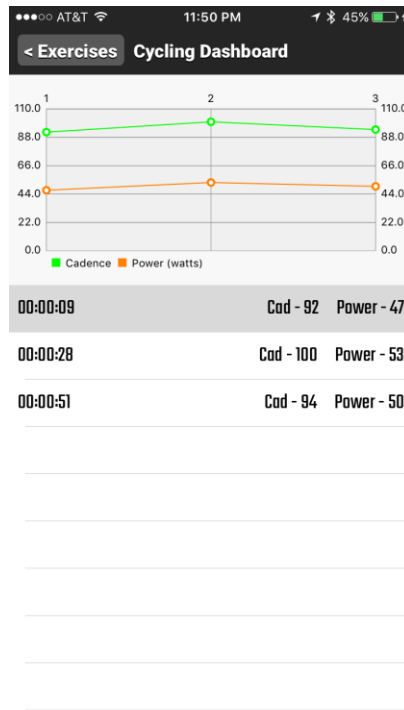 AT&T 11:50 PM 45%
< Exercises Cycling Dashboard
1 2 3
110.0 110.0
88.0 88.0
66.0 66.0
44.0 44.0
22.0 22.0
0.0 0.0
Cadence Power (watts)
00:00:09 Cad - 92 Power - 47
00:00:28 Cad - 100 Power - 53
00:00:51 Cad - 94 Power - 50